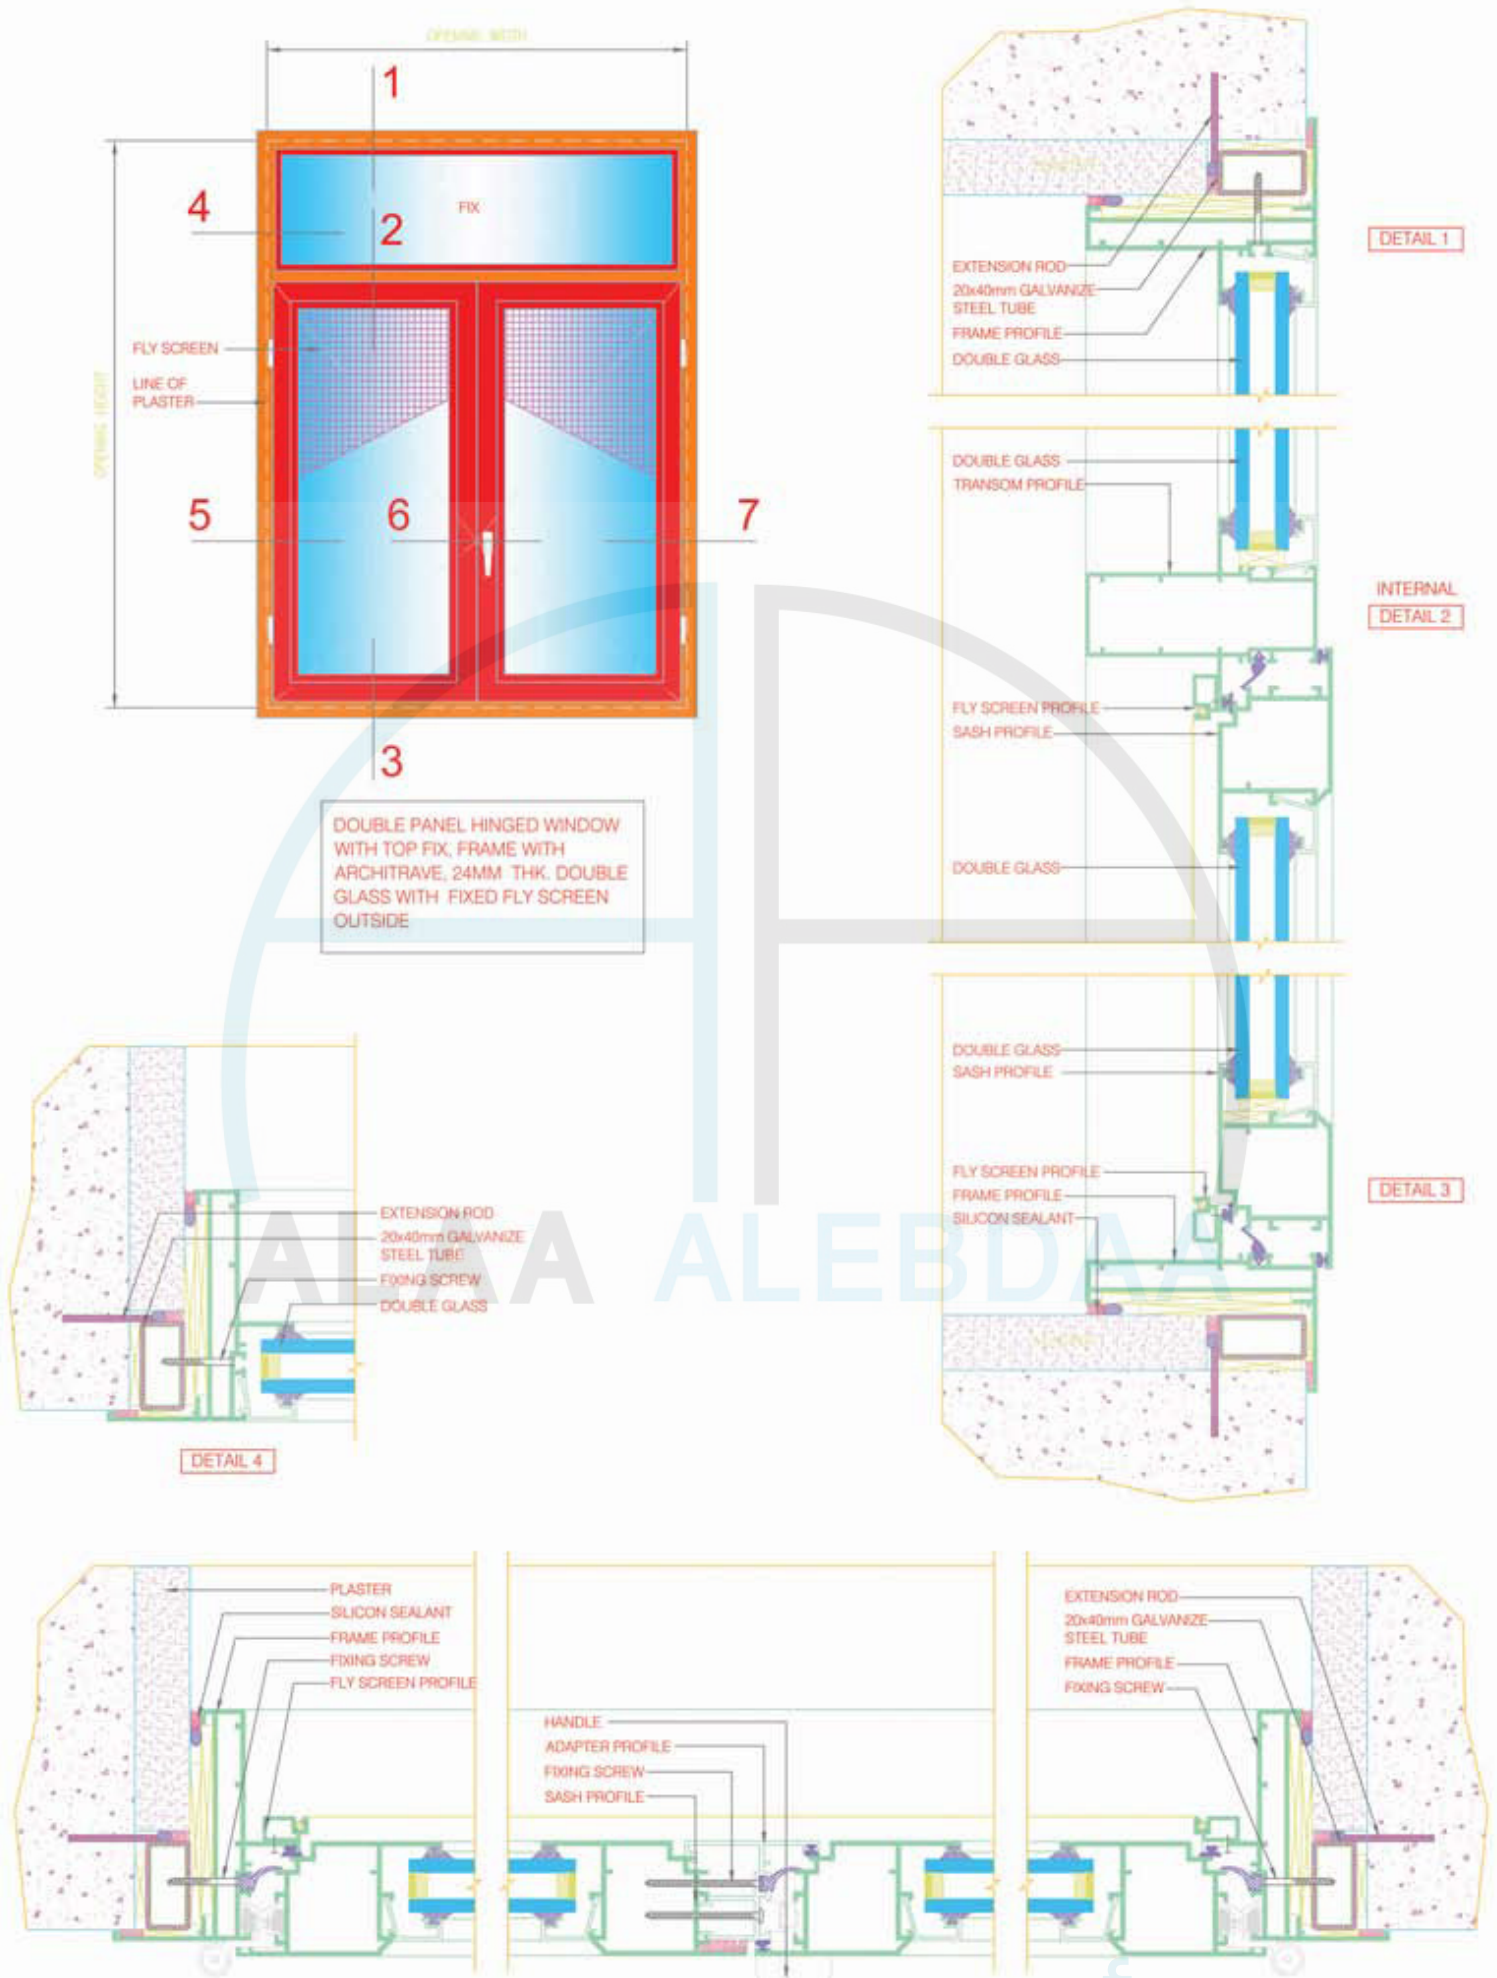 OPENING WIDTH
1
4
2
FIX
FLY SCREEN
LINE OF
PLASTER
OPENING HEIGHT
5
6
7
3
DOUBLE PANEL HINGED WINDOW
WITH TOP FIX, FRAME WITH
ARCHITRAVE, 24MM THK. DOUBLE
GLASS WITH FIXED FLY SCREEN
OUTSIDE
EXTENSION ROD
20x40mm GALVANIZE
STEEL TUBE
FRAME PROFILE
DOUBLE GLASS
DETAIL 1
DOUBLE GLASS
TRANSOM PROFILE
INTERNAL
DETAIL 2
FLY SCREEN PROFILE
SASH PROFILE
DOUBLE GLASS
DOUBLE GLASS
SASH PROFILE
FLY SCREEN PROFILE
FRAME PROFILE
SILICON SEALANT
DETAIL 3
ALAA ALEBDAA
EXTENSION ROD
20x40mm GALVANIZE
STEEL TUBE
FIXING SCREW
DOUBLE GLASS
DETAIL 4
PLASTER
SILICON SEALANT
FRAME PROFILE
FIXING SCREW
FLY SCREEN PROFILE
HANDLE
ADAPTER PROFILE
FIXING SCREW
SASH PROFILE
EXTENSION ROD
20x40mm GALVANIZE
STEEL TUBE
FRAME PROFILE
FIXING SCREW